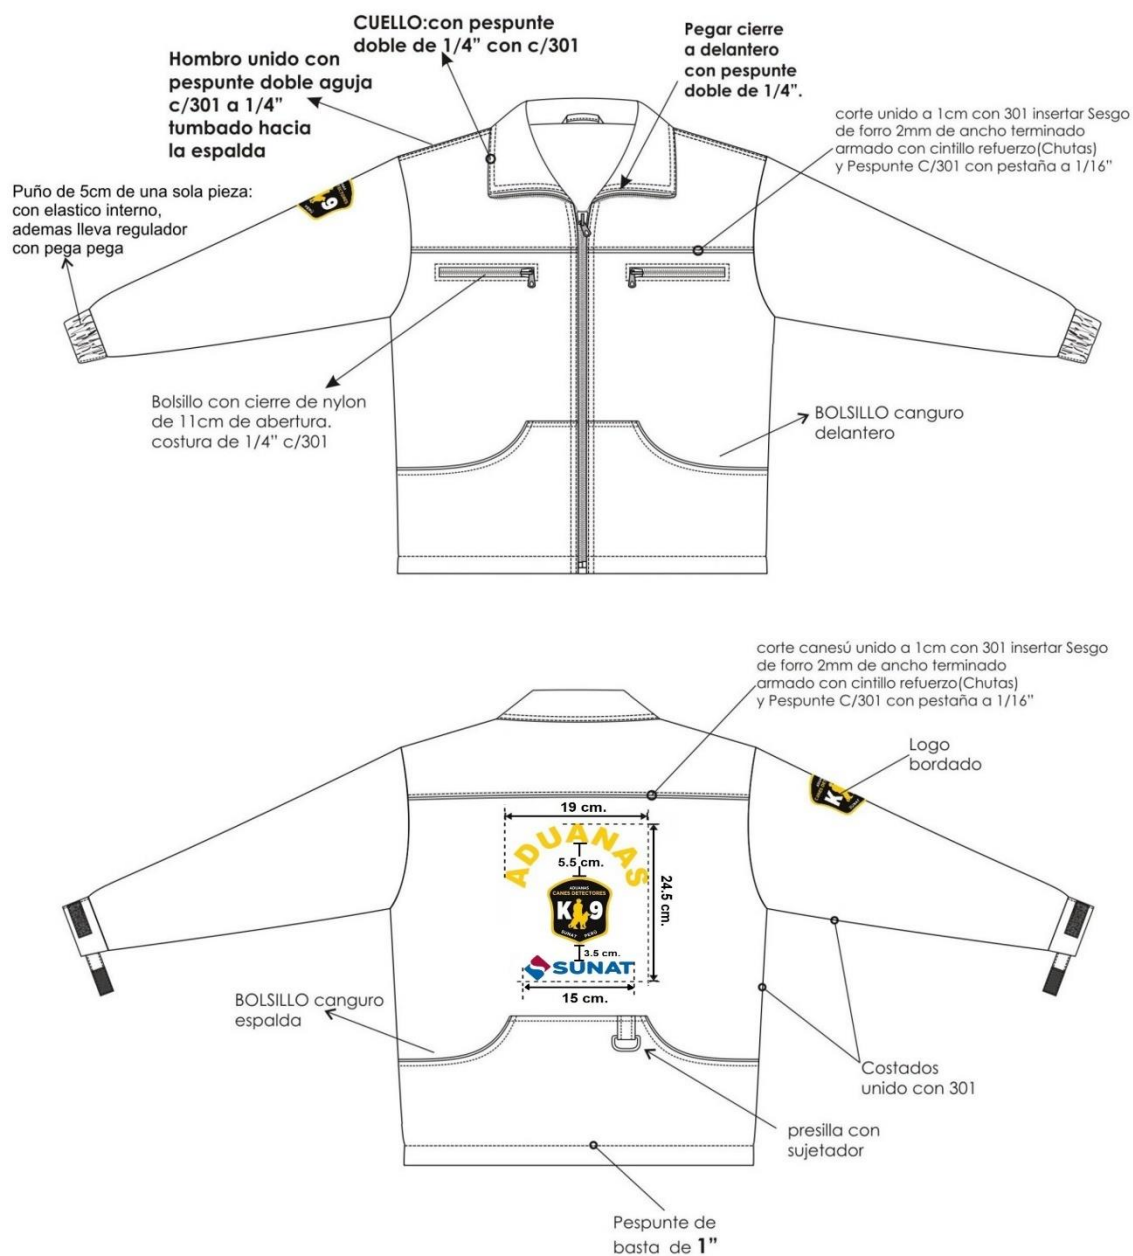 CUELLO:con pespunte
doble de 1/4” con c/301
Pegar cierre
a delantero
con pespunte
doble de 1/4”.
Hombro unido con
pespunte doble aguja
c/301 a 1/4”
tumbado hacia
la espalda
corte unido a 1cm con 301 insertar Sesgo
de forro 2mm de ancho terminado
armado con cintillo refuerzo(Chutas)
y Pespunte C/301 con pestaña a 1/16”
Puño de 5cm de una sola pieza:
con elastico interno,
ademas lleva regulador
con pega pega
9
Bolsillo con cierre de nylon
de 11cm de abertura.
costura de 1/4” c/301
BOLSILLO canguro
delantero
corte canesú unido a 1cm con 301 insertar Sesgo
de forro 2mm de ancho terminado
armado con cintillo refuerzo(Chutas)
y Pespunte C/301 con pestaña a 1/16”
Logo
bordado
K
19 cm.
ADUANAS
5.5 cm.
24.5 cm.
ADUANAS
CANES DETECTORES
K 9
SUNAT PERÚ
3.5 cm.
SUNAT
15 cm.
BOLSILLO canguro
espalda
Costados
unido con 301
presilla con
sujetador
Pespunte de
basta de 1”